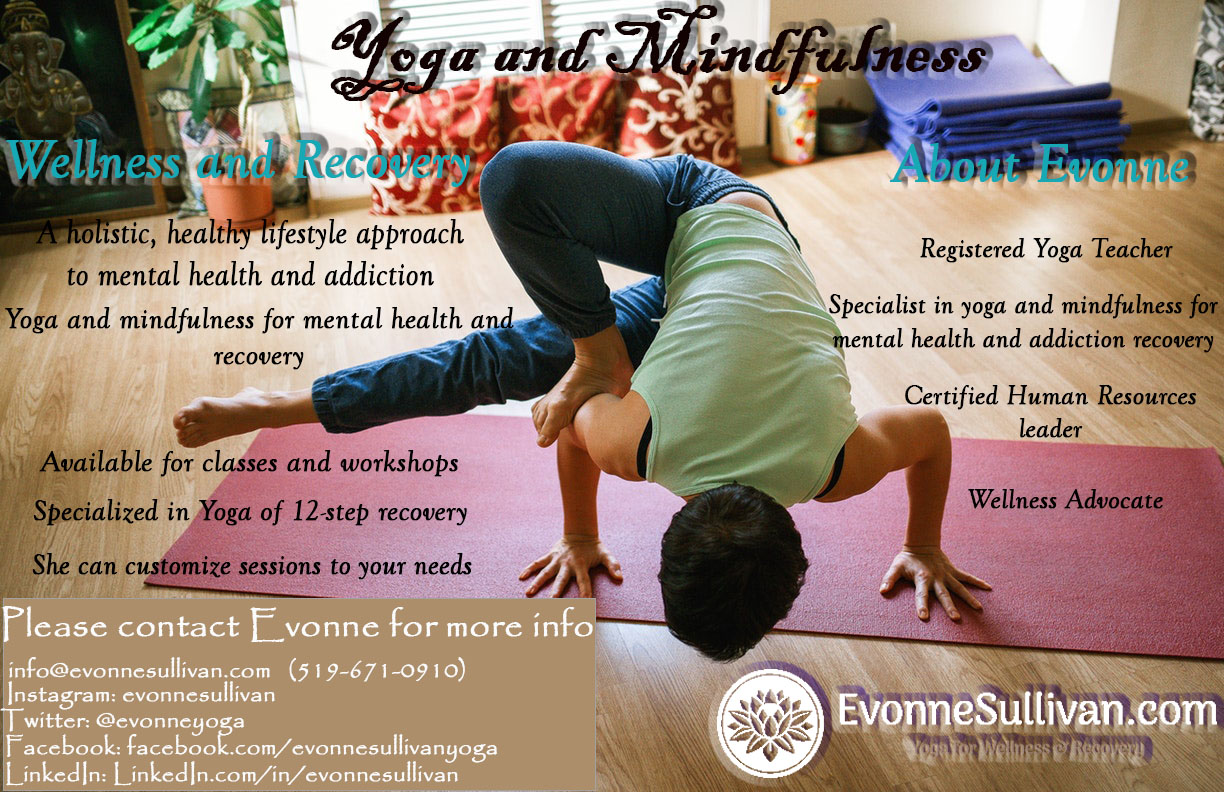 Yoga and Mindfulness
Wellness and Recovery
A holistic, healthy lifestyle approach
to mental health and addiction
Yoga and mindfulness for mental health and
recovery
Available for classes and workshops
Specialized in Yoga of 12-step recovery
She can customize sessions to your needs
About Evonne
Registered Yoga Teacher
Specialist in yoga and mindfulness for
mental health and addiction recovery
Certified Human Resources
leader
Wellness Advocate
Please contact Evonne for more info
info@evonnesullivan.com (519-671-0910)
Instagram: evonnesullivan
Twitter: @evonneyoga
Facebook: facebook.com/evonnesullivanyoga
LinkedIn: LinkedIn.com/in/evonnesullivan
EvonneSullivan.com
Yoga for Wellness & Recovery